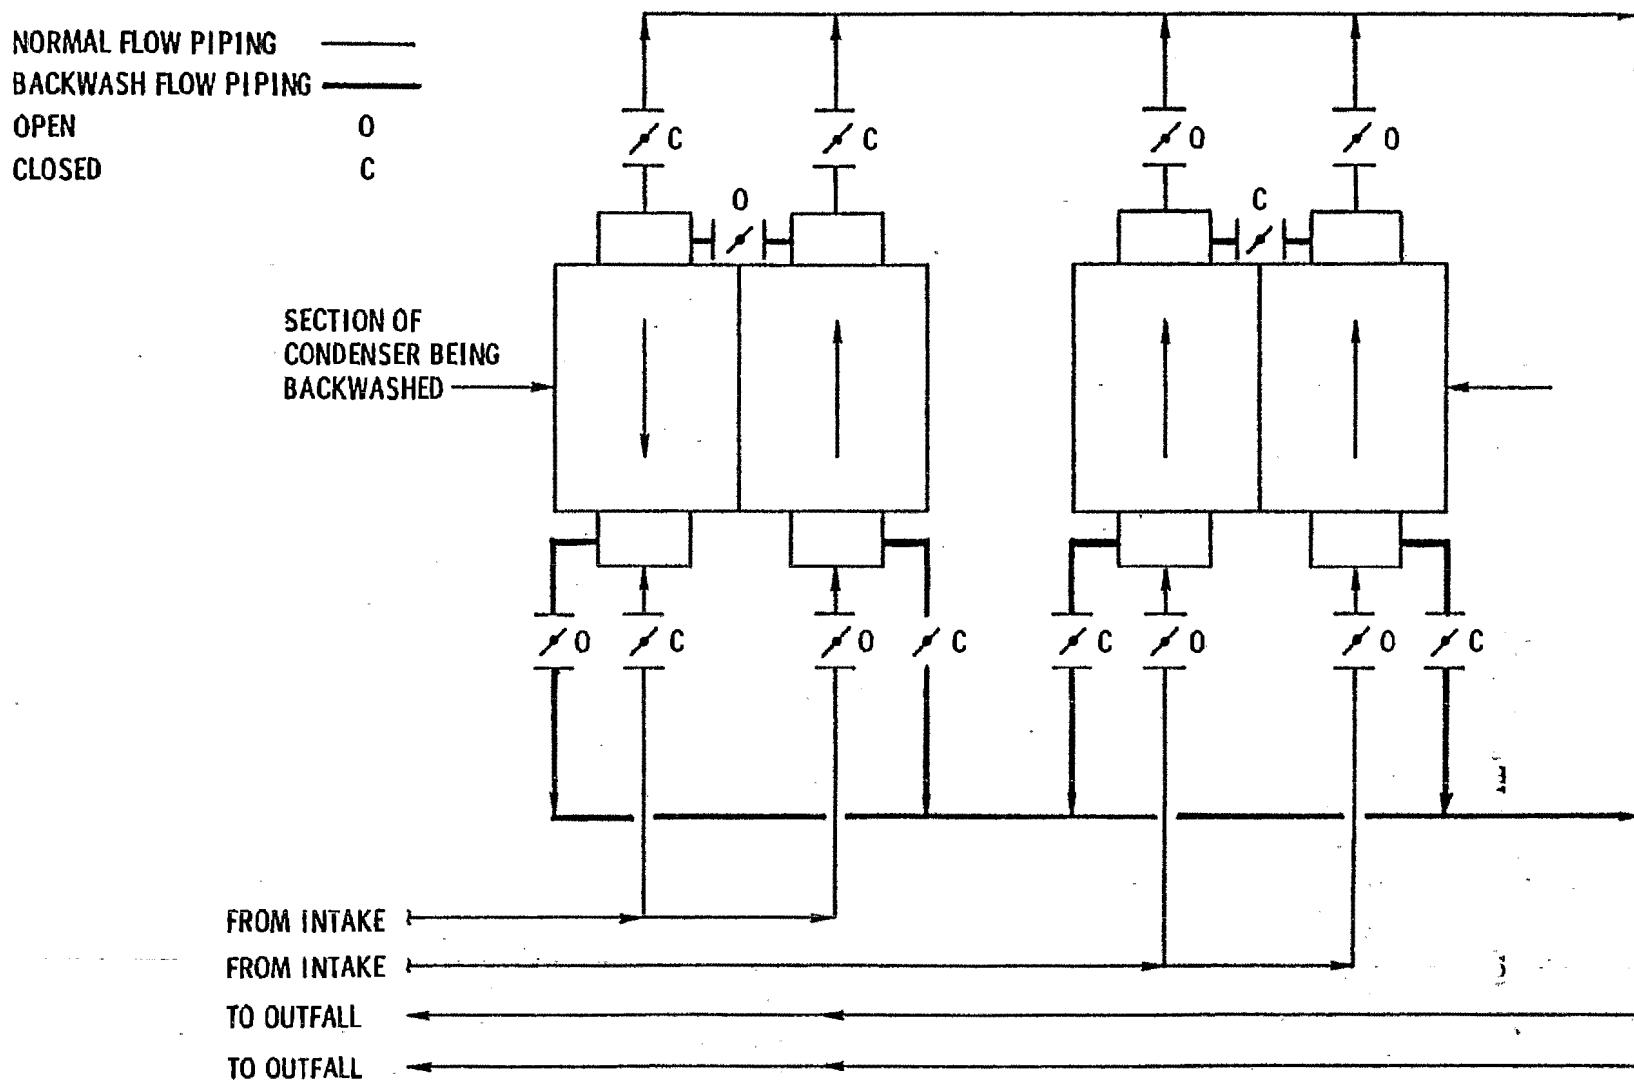 NORMAL FLOW PIPING
BACKWASH FLOW PIPING
OPEN O
CLOSED C
C C O O
O C
SECTION OF
CONDENSER BEING
BACKWASHED
O C O C C O O C
FROM INTAKE
FROM INTAKE
TO OUTFALL
TO OUTFALL